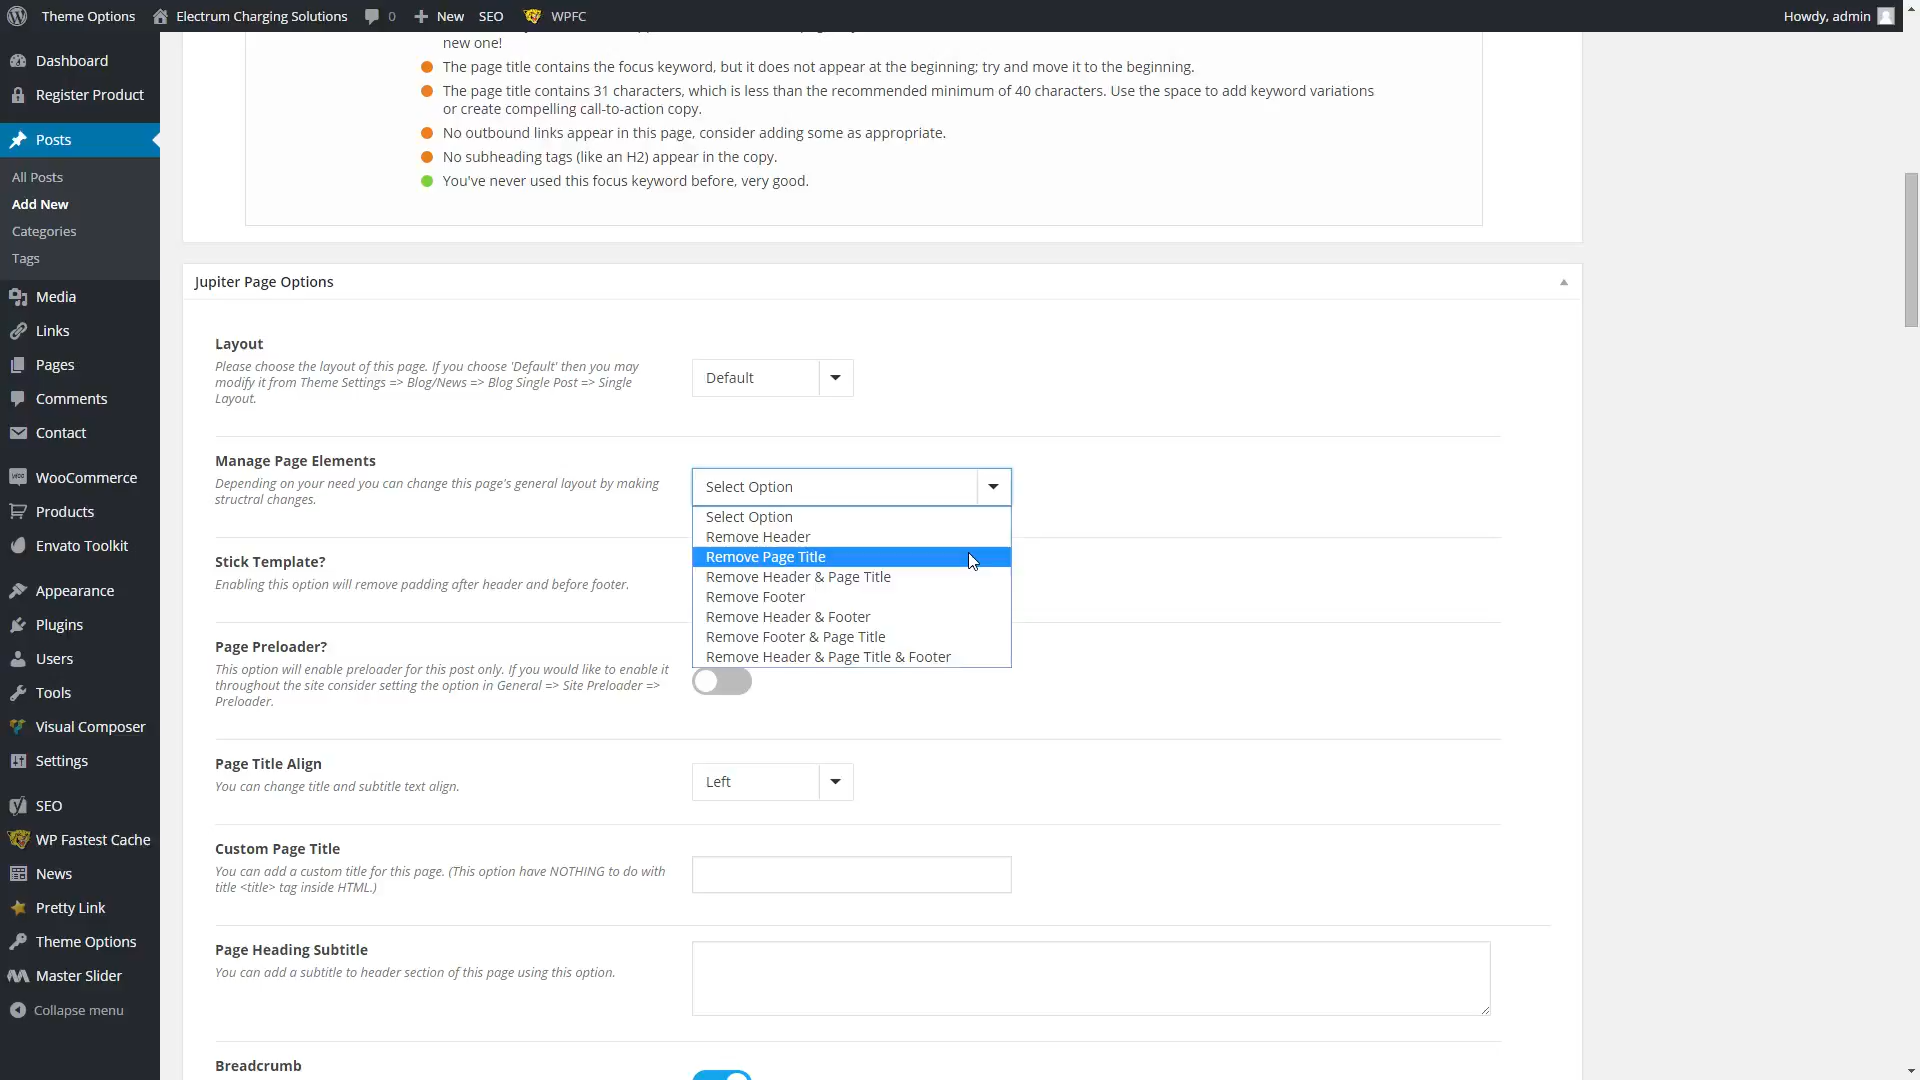 Theme Options
Electrum Charging Solutions
0
New
SEO
WPFC
Howdy, admin
Dashboard
Register Product
Posts
All Posts
Add New
Categories
Tags
Media
Links
Pages
Comments
Contact
WooCommerce
Products
Envato Toolkit
Appearance
Plugins
Users
Tools
Visual Composer
Settings
SEO
WP Fastest Cache
News
Pretty Link
Theme Options
Master Slider
Collapse menu
new one!
The page title contains the focus keyword, but it does not appear at the beginning; try and move it to the beginning.
The page title contains 31 characters, which is less than the recommended minimum of 40 characters. Use the space to add keyword variations
or create compelling call-to-action copy.
No outbound links appear in this page, consider adding some as appropriate.
No subheading tags (like an H2) appear in the copy.
You've never used this focus keyword before, very good.
Jupiter Page Options
Layout
Please choose the layout of this page. If you choose 'Default' then you may
modify it from Theme Settings => Blog/News => Blog Single Post => Single
Layout.
Default
Manage Page Elements
Depending on your need you can change this page's general layout by making
structral changes.
Select Option
Select Option
Remove Header
Remove Page Title
Remove Header & Page Title
Remove Footer
Remove Header & Footer
Remove Footer & Page Title
Remove Header & Page Title & Footer
Stick Template?
Enabling this option will remove padding after header and before footer.
Page Preloader?
This option will enable preloader for this post only. If you would like to enable it
throughout the site consider setting the option in General => Site Preloader =>
Preloader.
Page Title Align
You can change title and subtitle text align.
Left
Custom Page Title
You can add a custom title for this page. (This option have NOTHING to do with
title <title> tag inside HTML.)
Page Heading Subtitle
You can add a subtitle to header section of this page using this option.
Breadcrumb